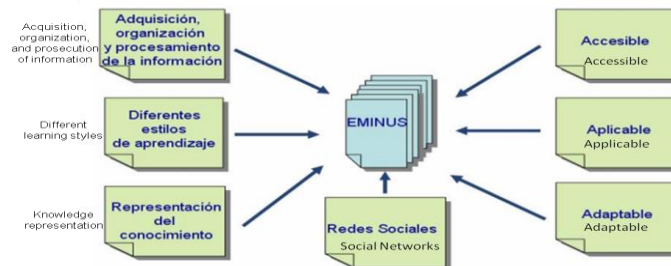 Acquisition,
organization,
and prosecution
of information
Adquisición,
organización
y procesamiento
de la información
Accesible
Accessible
Different
learning styles
Diferentes
estilos
de aprendizaje
EMINUS
Aplicable
Applicable
Knowledge
representation
Representación
del
conocimiento
Redes Sociales
Social Networks
Adaptable
Adaptable